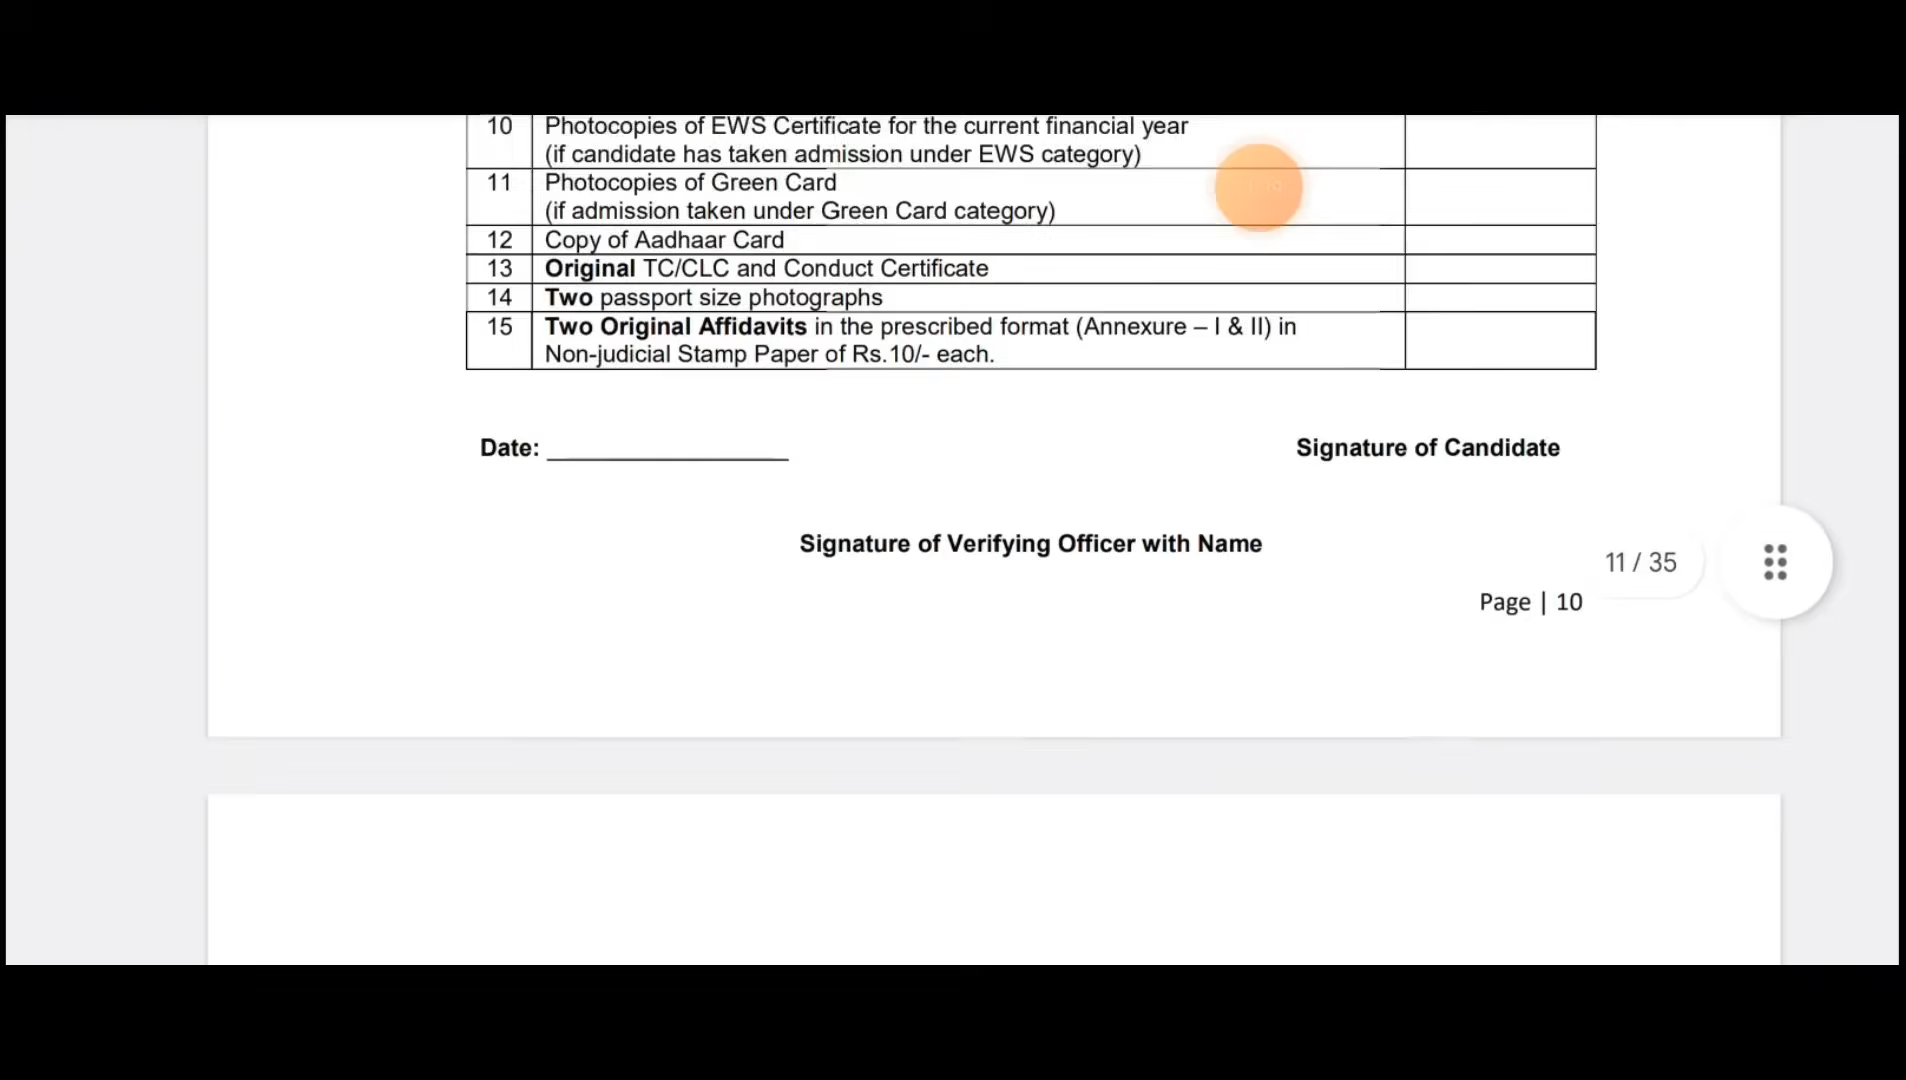 10 Photocopies of EWS Certificate for the current financial year
(if candidate has taken admission under EWS category)
11 Photocopies of Green Card
(if admission taken under Green Card category)
12 Copy of Aadhaar Card
13 Original TC/CLC and Conduct Certificate
14 Two passport size photographs
15 Two Original Affidavits in the prescribed format (Annexure – I & II) in
Non-judicial Stamp Paper of Rs.10/- each.
Date: __________________ Signature of Candidate
Signature of Verifying Officer with Name
11 / 35
Page | 10